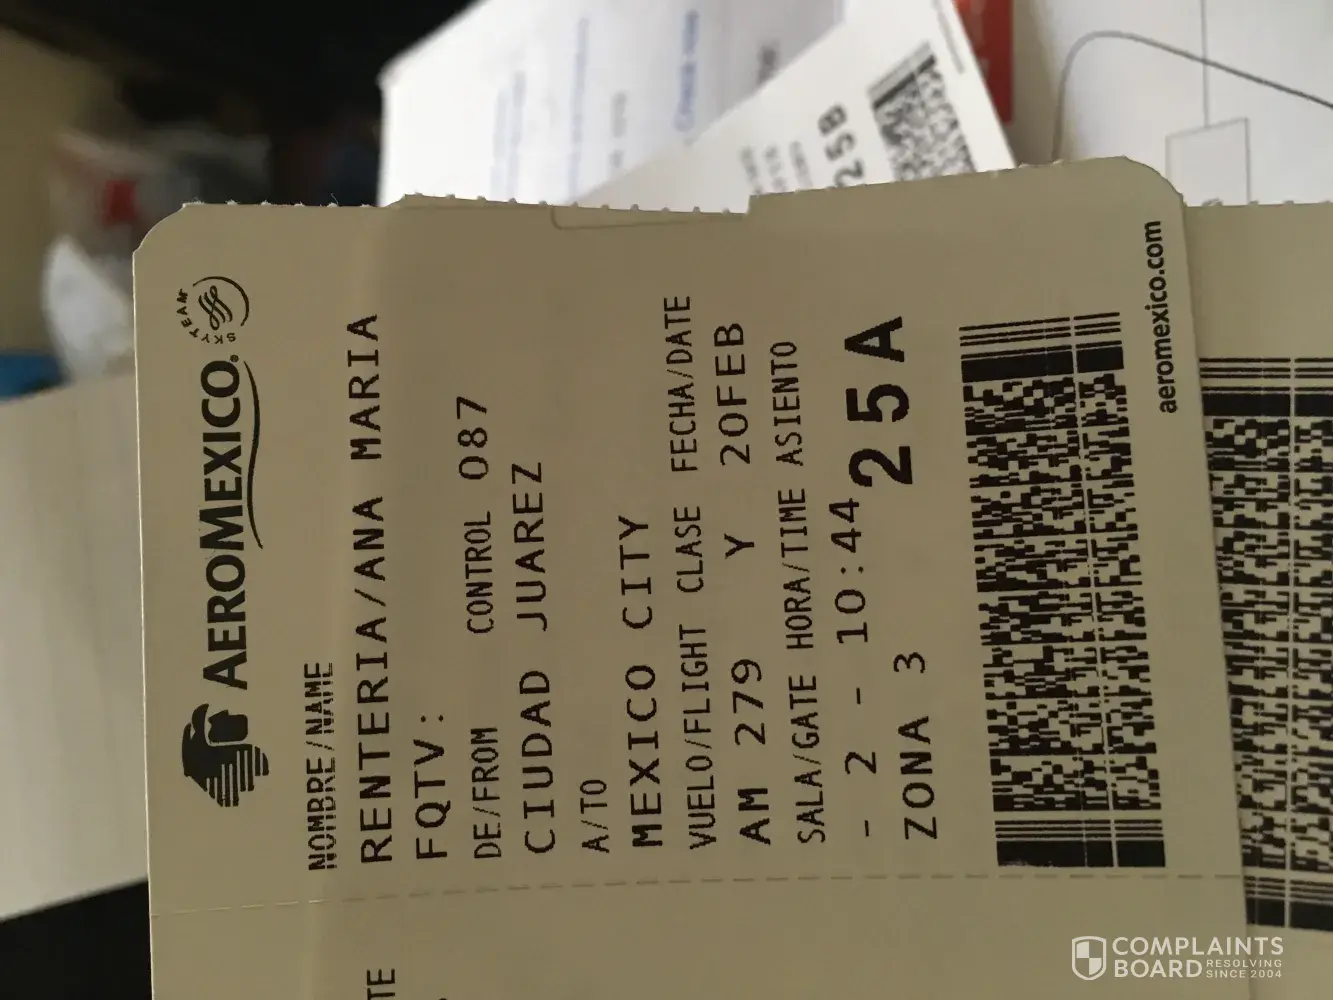 AEROMEXICO
SKYTEAM
NOMBRE/NAME
RENTERIA/ANA MARIA
FQTV:
DE/FROM CONTROL 087
CIUDAD JUAREZ
A/TO
MEXICO CITY
VUELO/FLIGHT CLASE FECHA/DATE
AM 279 Y 20FEB
SALA/GATE HORA/TIME ASIENTO
- 2 - 10:44 25A
ZONA 3
aeromexico.com
25B
COMPLAINTS
BOARD RESOLVING
SINCE 2004